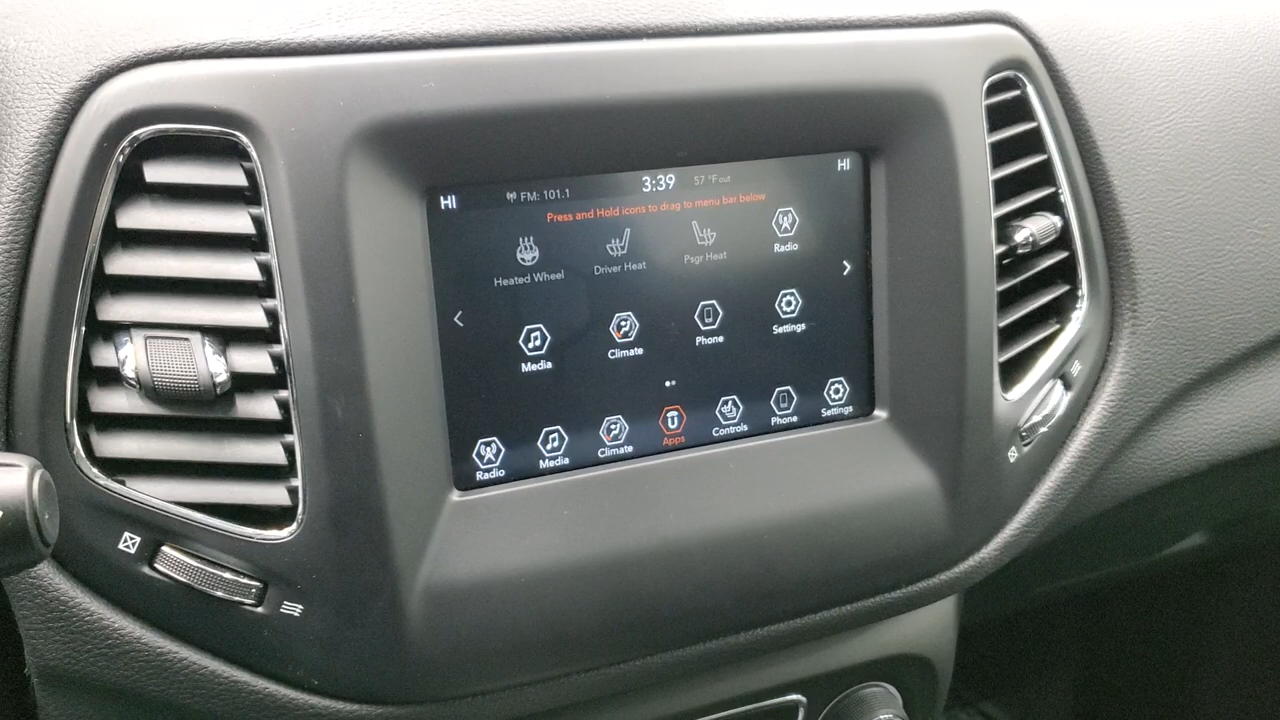 HI FM: 101.1 3:39 57 °F out HI
Press and Hold icons to drag to menu bar below
Heated Wheel Driver Heat Psgr Heat Radio
Media Climate Phone Settings
Radio Media Climate Apps Controls Phone Settings